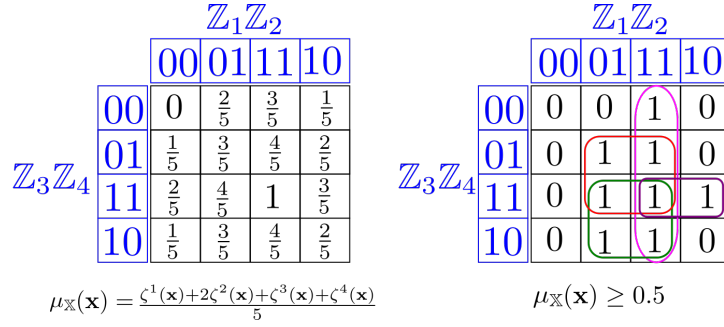 ℤ₁ℤ₂ ℤ₁ℤ₂
00 01 11 10 00 01 11 10
00 0 2/5 3/5 1/5 00 0 0 1 0
01 1/5 3/5 4/5 2/5 01 0 1 1 0
ℤ₃ℤ₄ ℤ₃ℤ₄
11 2/5 4/5 1 3/5 11 0 1 1 1
10 1/5 3/5 4/5 2/5 10 0 1 1 0
μ_𝕏(𝐱) = (ζ¹(𝐱)+2ζ²(𝐱)+ζ³(𝐱)+ζ⁴(𝐱))/5 μ_𝕏(𝐱) ≥ 0.5